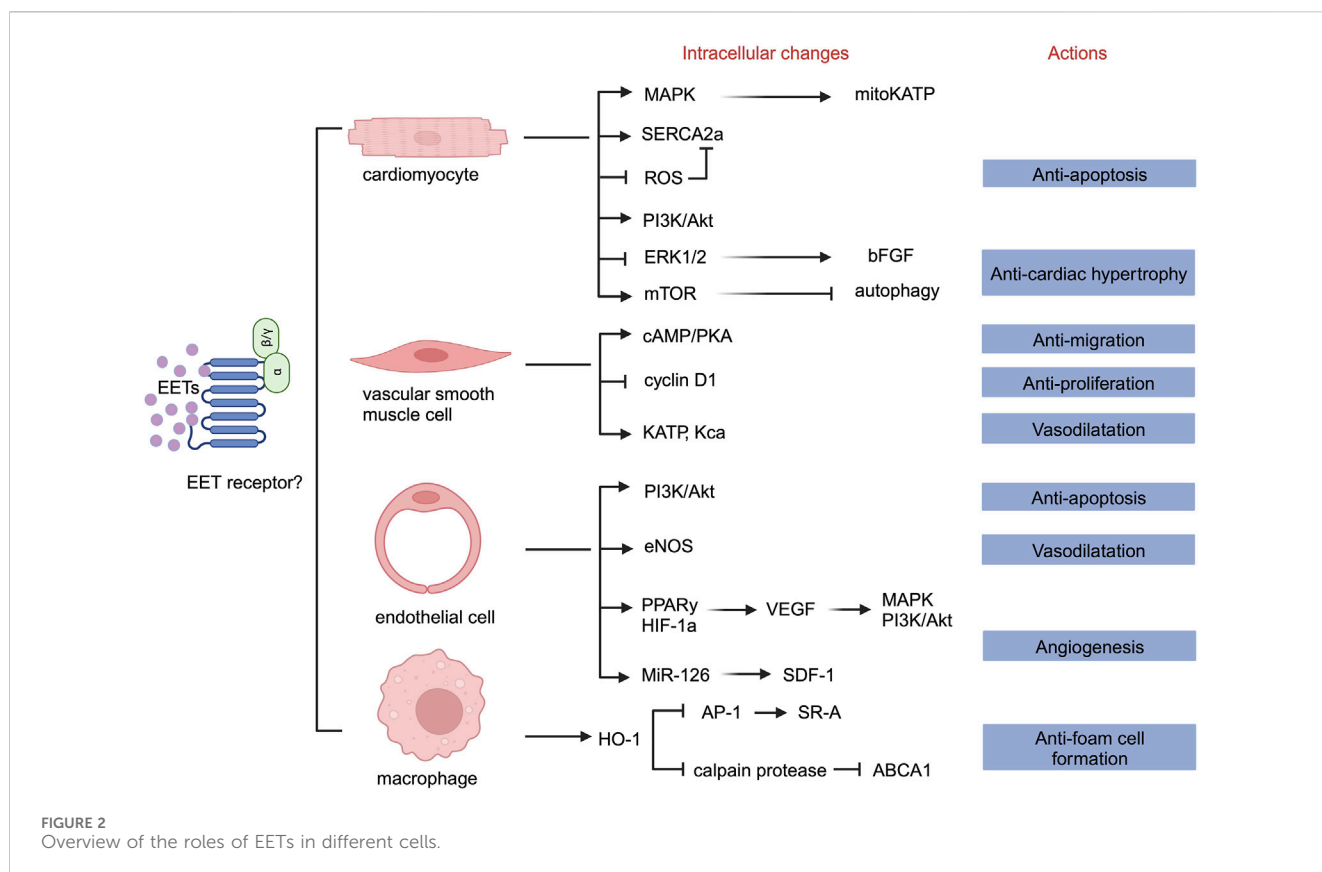 Intracellular changes
Actions
MAPK
mitoKATP
SERCA2a
ROS
PI3K/Akt
ERK1/2
bFGF
mTOR
autophagy
cardiomyocyte
Anti-apoptosis
Anti-cardiac hypertrophy
β/γ
α
EETs
EET receptor?
vascular smooth
muscle cell
cAMP/PKA
cyclin D1
KATP, Kca
Anti-migration
Anti-proliferation
Vasodilatation
endothelial cell
PI3K/Akt
eNOS
PPARγ
HIF-1a
VEGF
MAPK
PI3K/Akt
MiR-126
SDF-1
Anti-apoptosis
Vasodilatation
Angiogenesis
macrophage
HO-1
AP-1
SR-A
calpain protease
ABCA1
Anti-foam cell
formation
FIGURE 2
Overview of the roles of EETs in different cells.